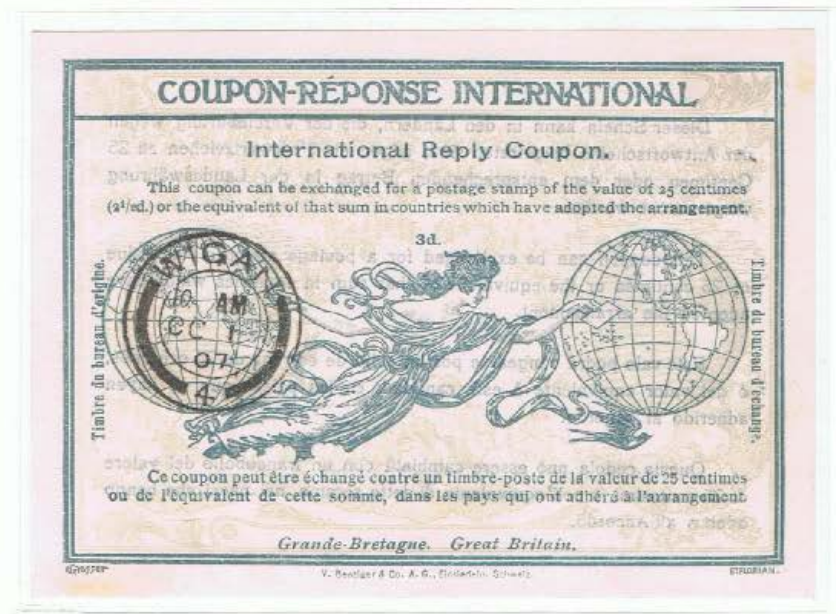 COUPON-RÉPONSE INTERNATIONAL
International Reply Coupon.
This coupon can be exchanged for a postage stamp of the value of 25 centimes
(2¹/2d.) or the equivalent of that sum in countries which have adopted the arrangement.
3d.
Timbre du bureau d'origine.
WIGAN
AM
OC 1
07
4
Timbre du bureau d'échange.
Ce coupon peut être échangé contre un timbre-poste de la valeur de 25 centimes
ou de l'équivalent de cette somme, dans les pays qui ont adhéré à l'arrangement.
Grande-Bretagne. Great Britain.
V. Benziger & Co. A. G., Einsiedeln. Schweiz